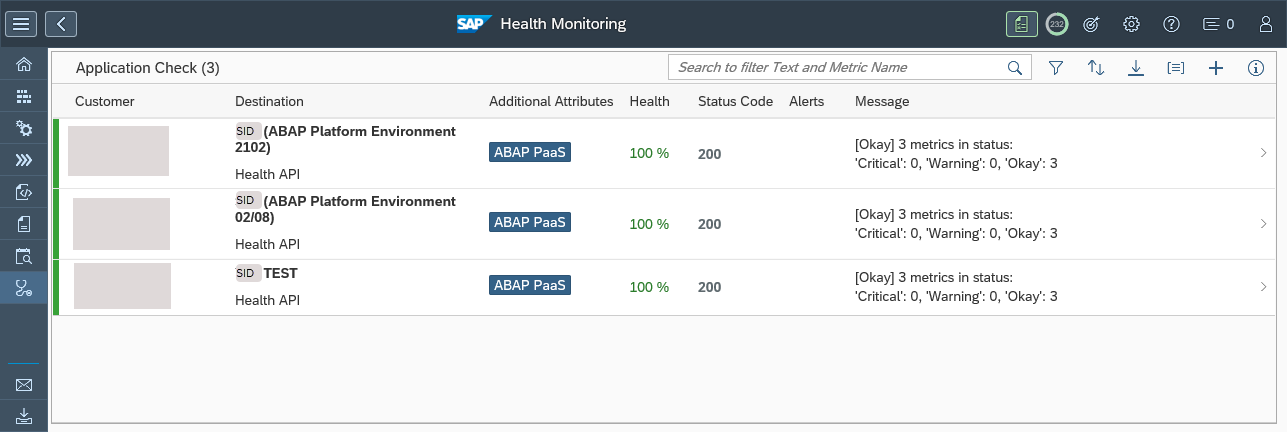 SAP Health Monitoring 232 0
Application Check (3) Search to filter Text and Metric Name
Customer Destination Additional Attributes Health Status Code Alerts Message
SID (ABAP Platform Environment
2102)
Health API
ABAP PaaS
100 %
200
[Okay] 3 metrics in status:
'Critical': 0, 'Warning': 0, 'Okay': 3
SID (ABAP Platform Environment
02/08)
Health API
ABAP PaaS
100 %
200
[Okay] 3 metrics in status:
'Critical': 0, 'Warning': 0, 'Okay': 3
SID TEST
Health API
ABAP PaaS
100 %
200
[Okay] 3 metrics in status:
'Critical': 0, 'Warning': 0, 'Okay': 3